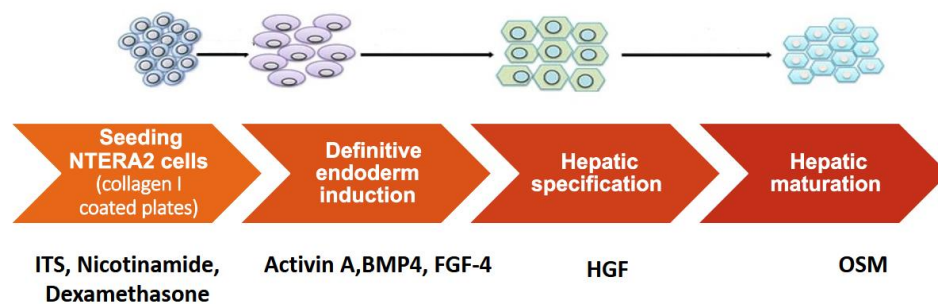 Seeding
NTERA2 cells
(collagen I
coated plates)
Definitive
endoderm
induction
Hepatic
specification
Hepatic
maturation
ITS, Nicotinamide,
Dexamethasone
Activin A,BMP4, FGF-4
HGF
OSM